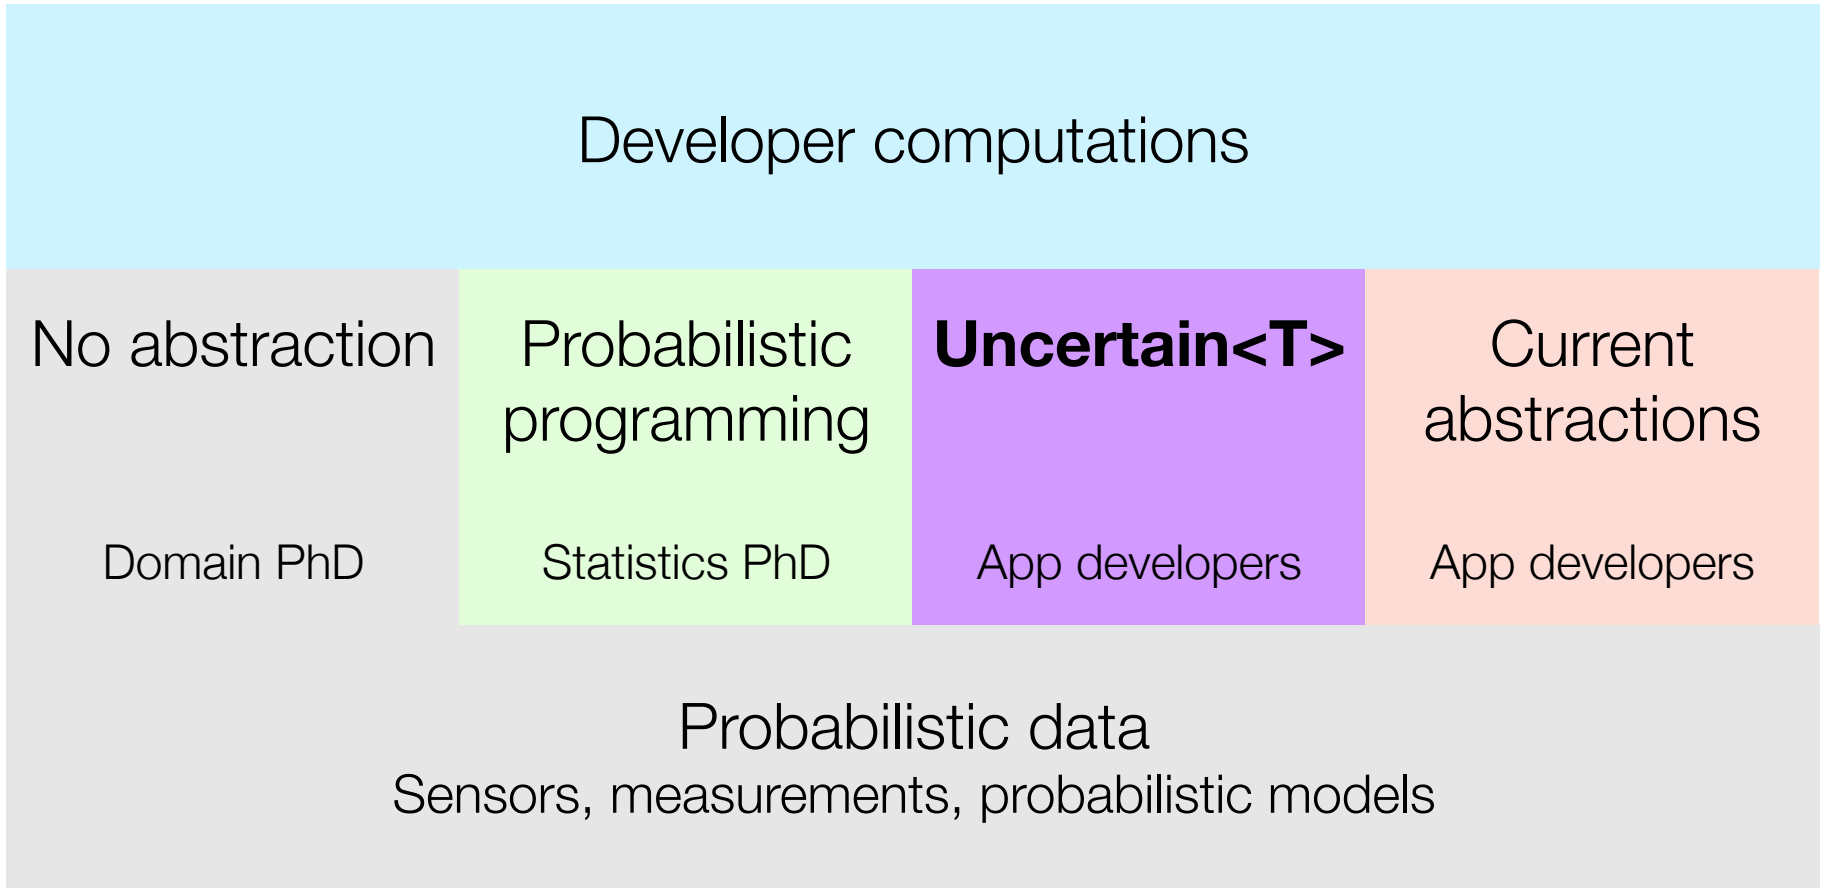 Developer computations
No abstraction
Probabilistic
programming
Uncertain<T>
Current
abstractions
Domain PhD
Statistics PhD
App developers
App developers
Probabilistic data
Sensors, measurements, probabilistic models